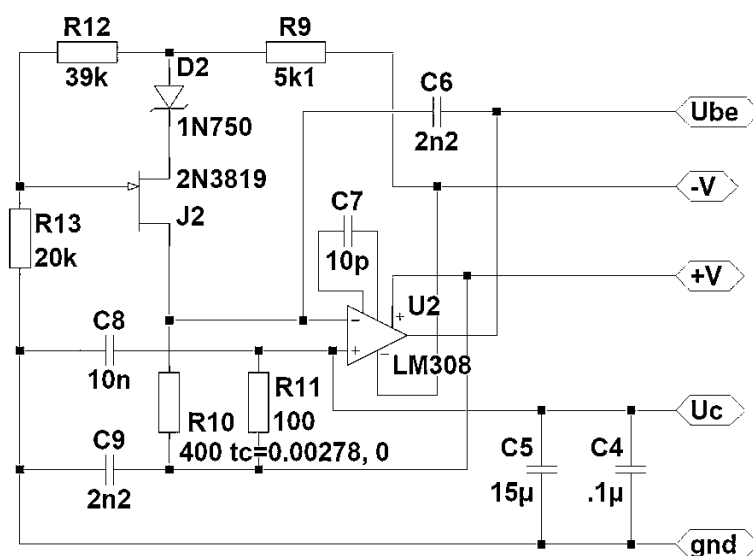 R12
39k
R9
5k1
D2
1N750
C6
2n2
Ube
-V
2N3819
J2
R13
20k
C7
10p
+V
U2
+
-
+
-
LM308
C8
10n
R11
100
R10
400 tc=0.00278, 0
Uc
C9
2n2
C5
15µ
C4
.1µ
gnd